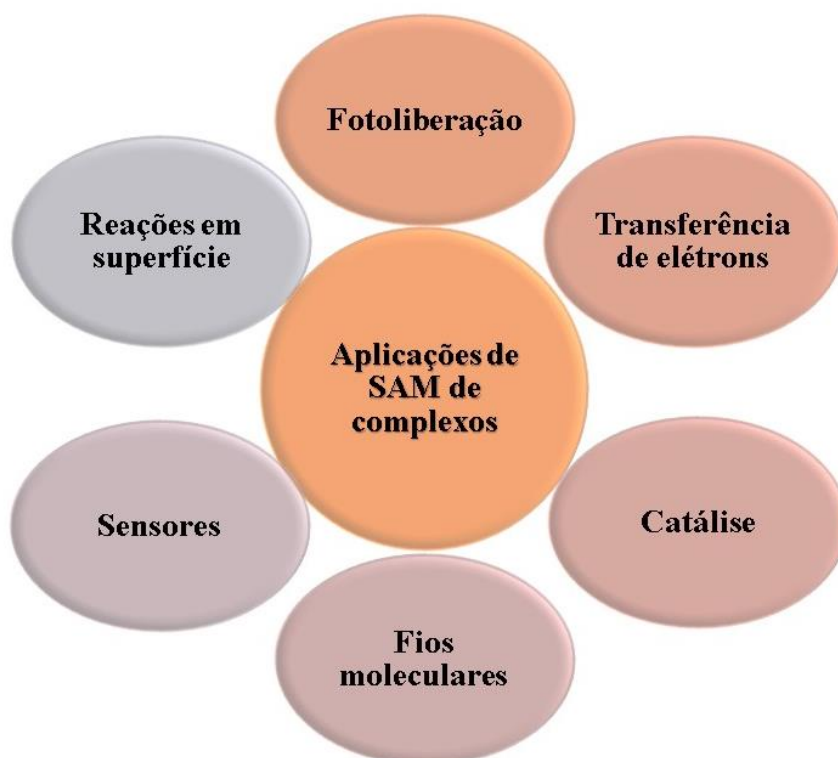 Fotoliberação
Reações em
superfície
Transferência
de elétrons
Aplicações de
SAM de
complexos
Sensores
Catálise
Fios
moleculares